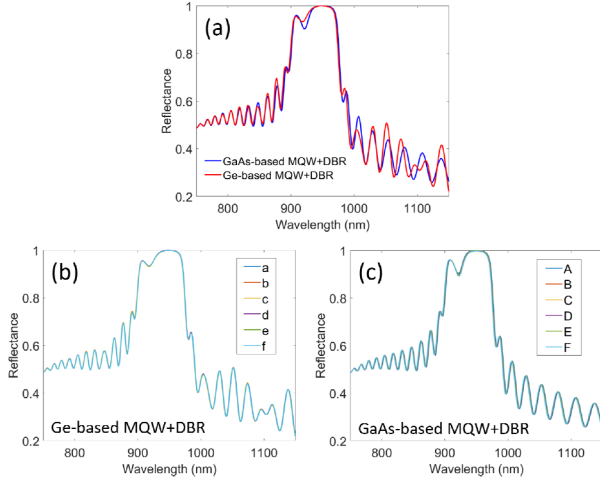 (a)
1
0.8
0.6
0.4
0.2
Reflectance
GaAs-based MQW+DBR
Ge-based MQW+DBR
800 900 1000 1100
Wavelength (nm)
(b)
1
0.8
0.6
0.4
0.2
Reflectance
a
b
c
d
e
f
Ge-based MQW+DBR
800 900 1000 1100
Wavelength (nm)
(c)
1
0.8
0.6
0.4
0.2
Reflectance
A
B
C
D
E
F
GaAs-based MQW+DBR
800 900 1000 1100
Wavelength (nm)